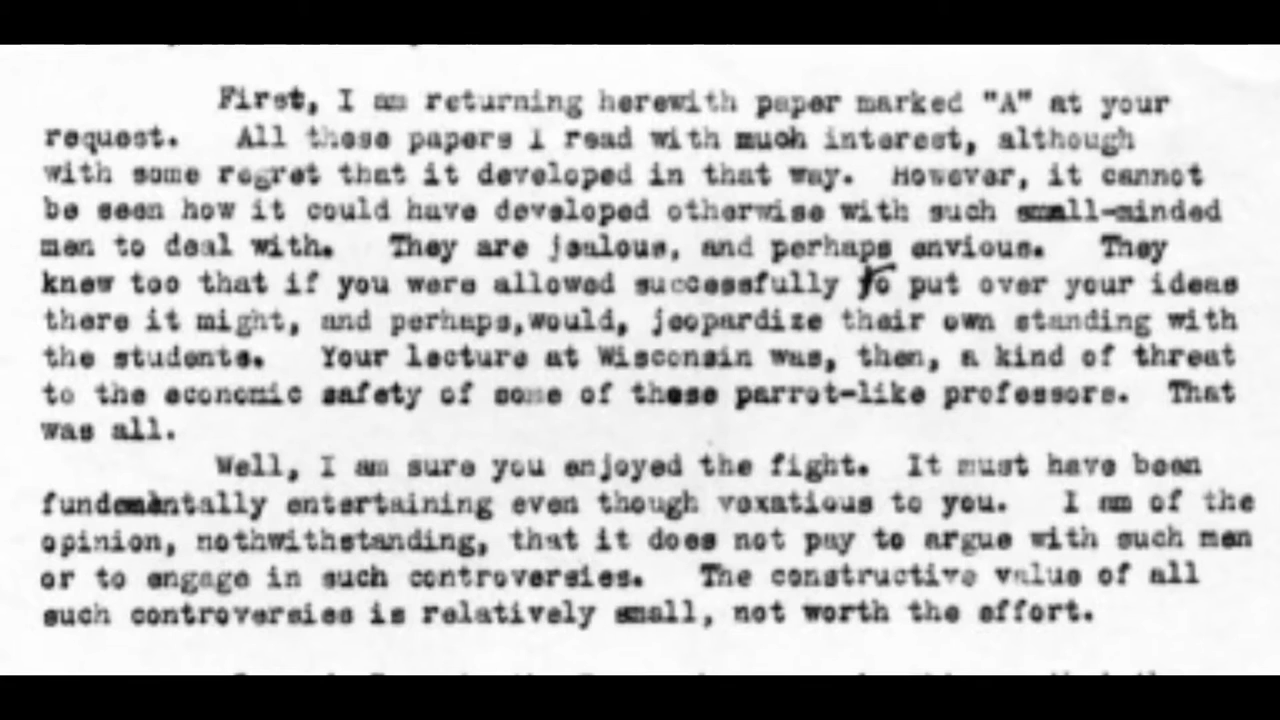 First, I am returning herewith paper marked "A" at your
request. All these papers I read with much interest, although
with some regret that it developed in that way. However, it cannot
be seen how it could have developed otherwise with such small-minded
men to deal with. They are jealous, and perhaps envious. They
knew too that if you were allowed successfully to put over your ideas
there it might, and perhaps,would, jeopardize their own standing with
the students. Your lecture at Wisconsin was, then, a kind of threat
to the economic safety of some of these parrot-like professors. That
was all.
Well, I am sure you enjoyed the fight. It must have been
fundamentally entertaining even though vexatious to you. I am of the
opinion, nothwithstanding, that it does not pay to argue with such men
or to engage in such controversies. The constructive value of all
such controversies is relatively small, not worth the effort.